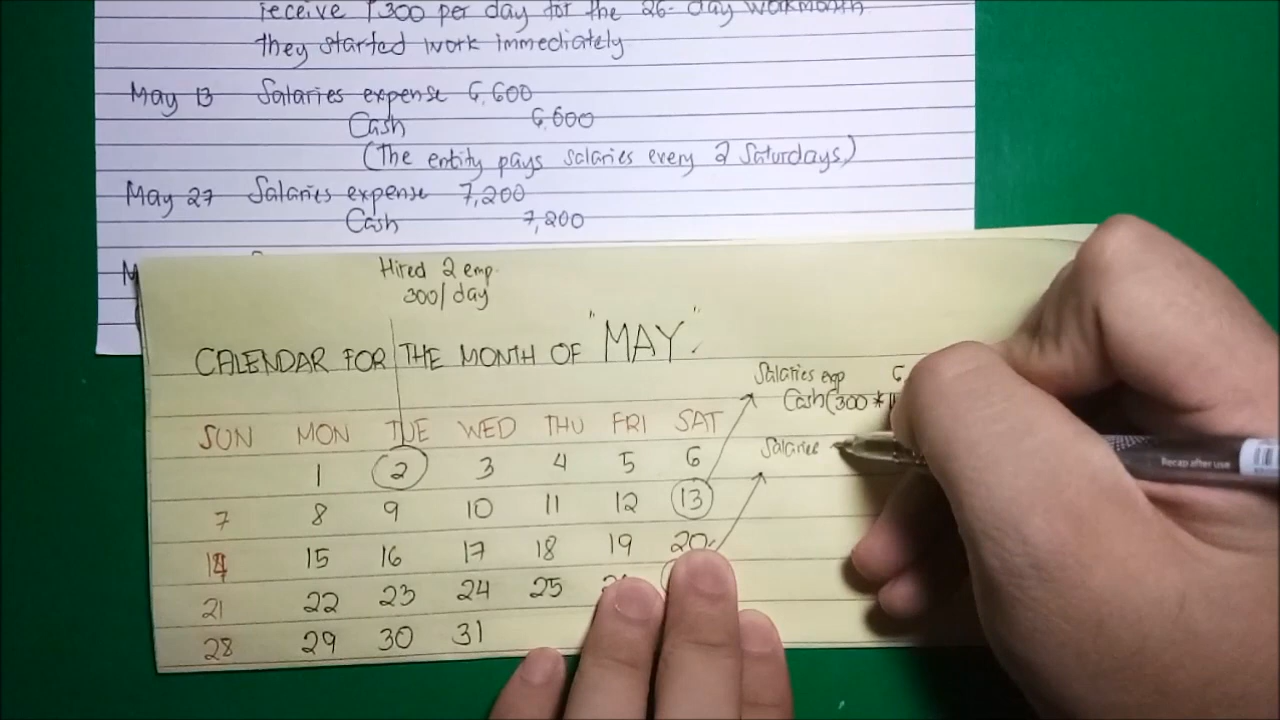 receive ₱300 per day for the 26-day workmonth
they started work immediately
May 13 Salaries expense 6,600
Cash 6,600
(The entity pays salaries every 2 Saturdays)
May 27 Salaries expense 7,200
Cash 7,200
Hired 2 emp.
300/day
CALENDAR FOR THE MONTH OF "MAY".
Salaries exp 6,
Cash (300 *
SUN MON TUE WED THU FRI SAT
Salaries
1 2 3 4 5 6
7 8 9 10 11 12 13
14 15 16 17 18 19 20
21 22 23 24 25
28 29 30 31
Recap after use